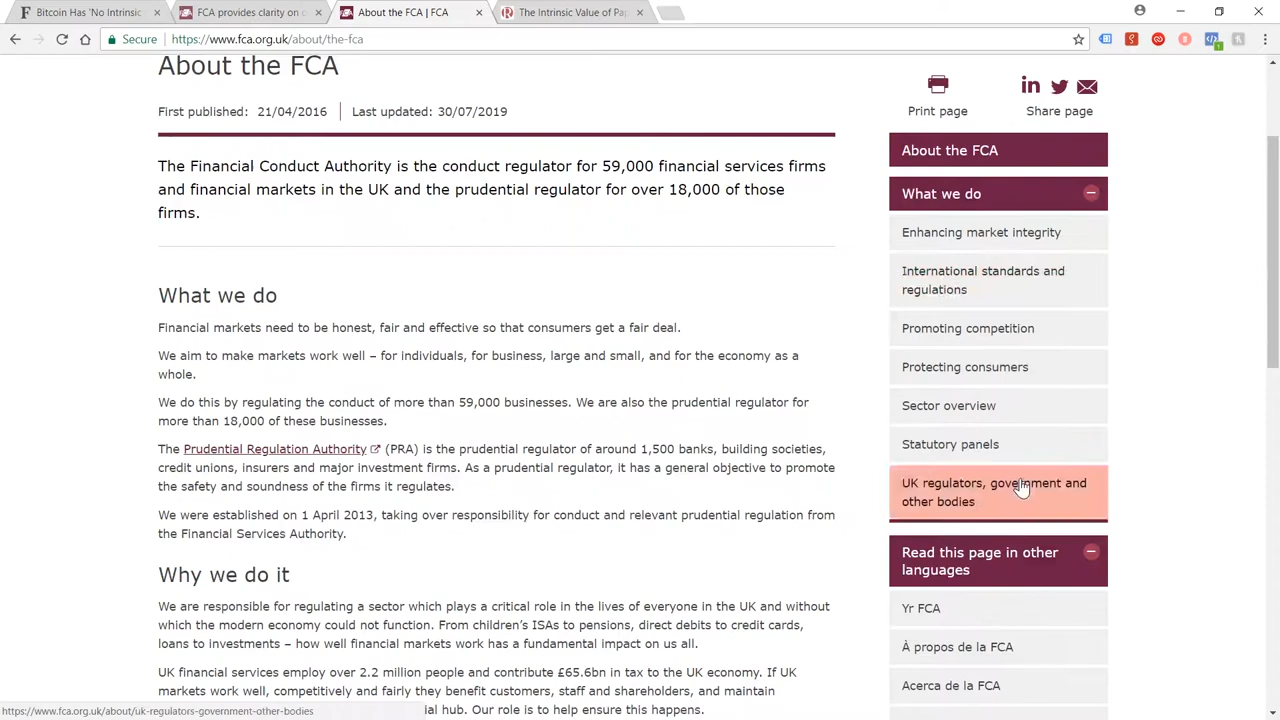 Bitcoin Has 'No Intrinsic
FCA provides clarity on c
About the FCA | FCA
The Intrinsic Value of Pap
Secure
https://www.fca.org.uk/about/the-fca
About the FCA
First published: 21/04/2016
Last updated: 30/07/2019
The Financial Conduct Authority is the conduct regulator for 59,000 financial services firms
and financial markets in the UK and the prudential regulator for over 18,000 of those
firms.
What we do
Financial markets need to be honest, fair and effective so that consumers get a fair deal.
We aim to make markets work well – for individuals, for business, large and small, and for the economy as a
whole.
We do this by regulating the conduct of more than 59,000 businesses. We are also the prudential regulator for
more than 18,000 of these businesses.
The Prudential Regulation Authority (PRA) is the prudential regulator of around 1,500 banks, building societies,
credit unions, insurers and major investment firms. As a prudential regulator, it has a general objective to promote
the safety and soundness of the firms it regulates.
We were established on 1 April 2013, taking over responsibility for conduct and relevant prudential regulation from
the Financial Services Authority.
Why we do it
We are responsible for regulating a sector which plays a critical role in the lives of everyone in the UK and without
which the modern economy could not function. From children's ISAs to pensions, direct debits to credit cards,
loans to investments – how well financial markets work has a fundamental impact on us all.
UK financial services employ over 2.2 million people and contribute £65.6bn in tax to the UK economy. If UK
markets work well, competitively and fairly they benefit customers, staff and shareholders, and maintain
al hub. Our role is to help ensure this happens.
https://www.fca.org.uk/about/uk-regulators-government-other-bodies
Print page
Share page
About the FCA
What we do
Enhancing market integrity
International standards and
regulations
Promoting competition
Protecting consumers
Sector overview
Statutory panels
UK regulators, government and
other bodies
Read this page in other
languages
Yr FCA
À propos de la FCA
Acerca de la FCA